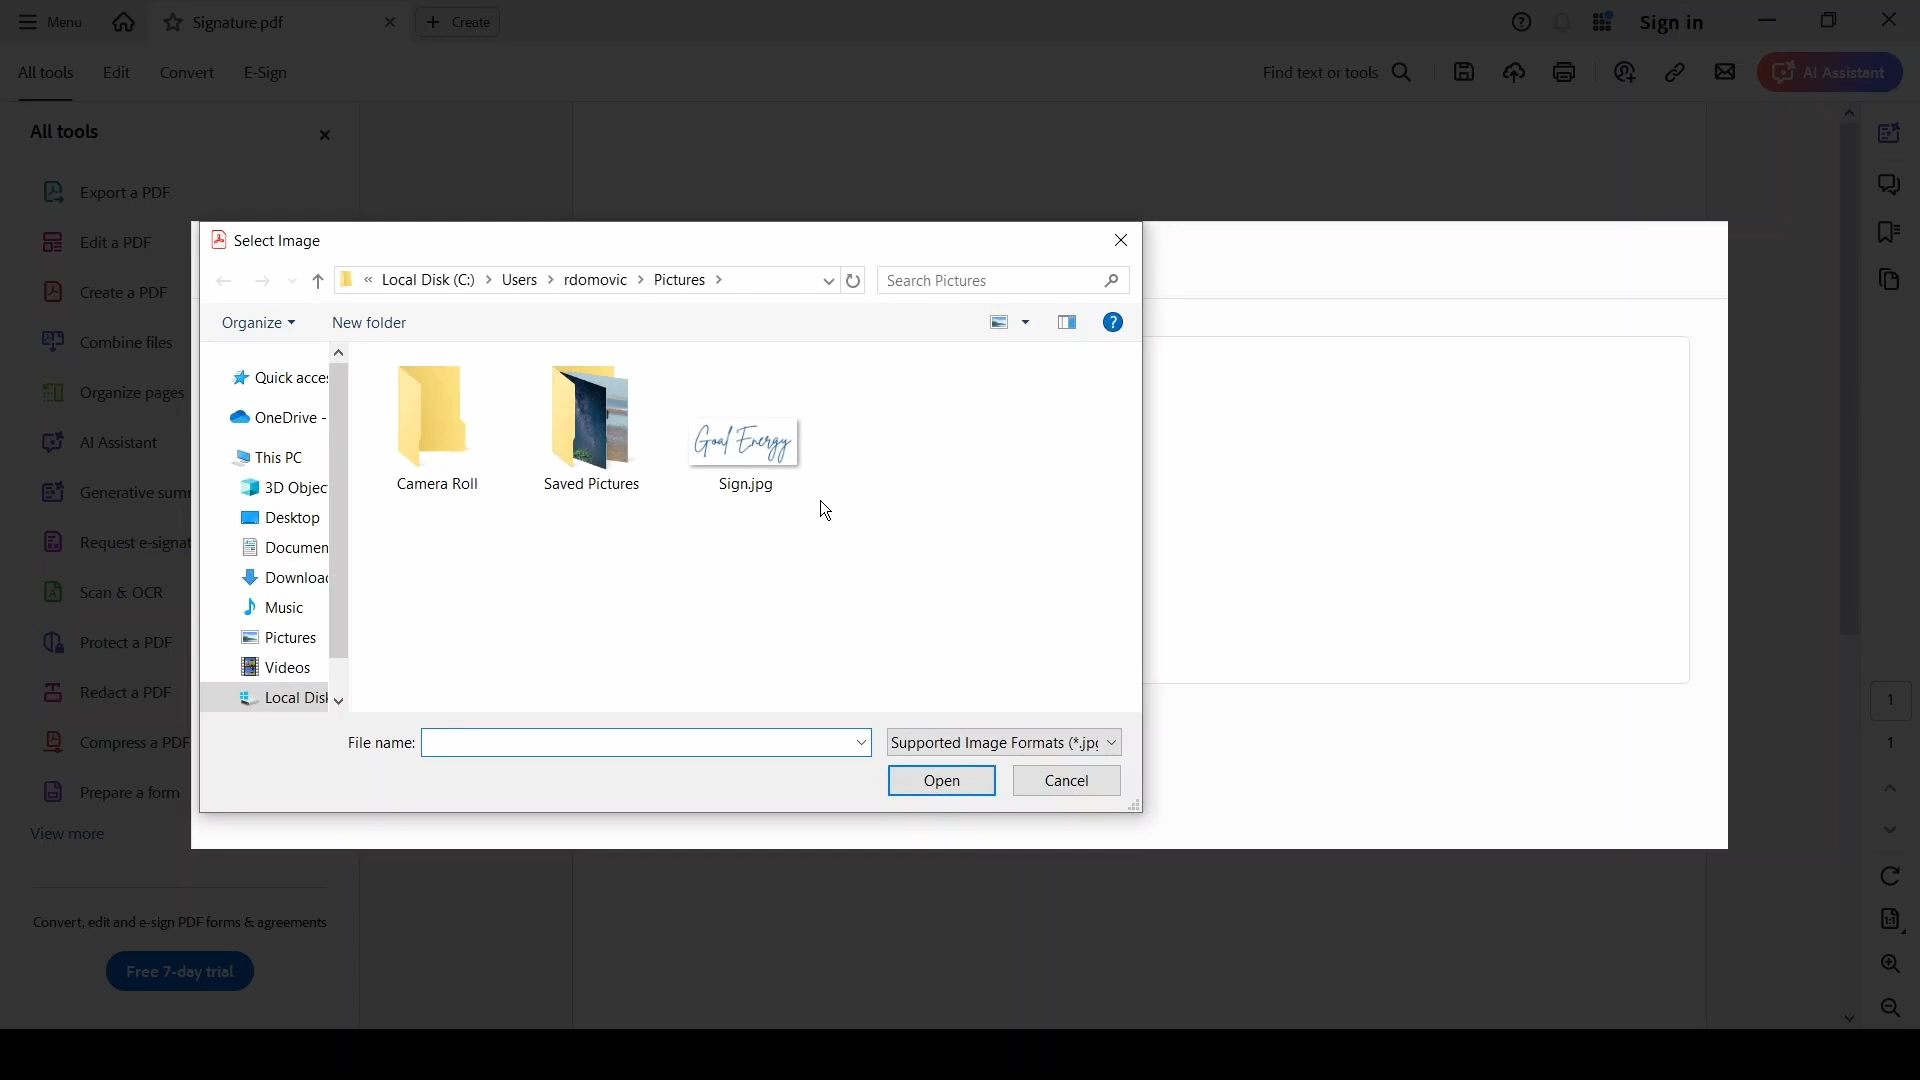 Menu
Signature.pdf
Create
Sign in
All tools
Edit
Convert
E-Sign
Find text or tools
AI Assistant
All tools
Export a PDF
Edit a PDF
Create a PDF
Combine files
Organize pages
AI Assistant
Generative sum
Request e-signat
Scan & OCR
Protect a PDF
Redact a PDF
Compress a PDF
Prepare a form
View more
Convert, edit and e-sign PDF forms & agreements
Free 7-day trial
Select Image
« Local Disk (C:) > Users > rdomovic > Pictures >
Search Pictures
Organize
New folder
?
Quick acce
OneDrive -
This PC
3D Objec
Desktop
Documen
Downloa
Music
Pictures
Videos
Local Disk
Camera Roll
Saved Pictures
Goal Energy
Sign.jpg
File name:
Supported Image Formats (*.jp
Open
Cancel
1
1
1:1